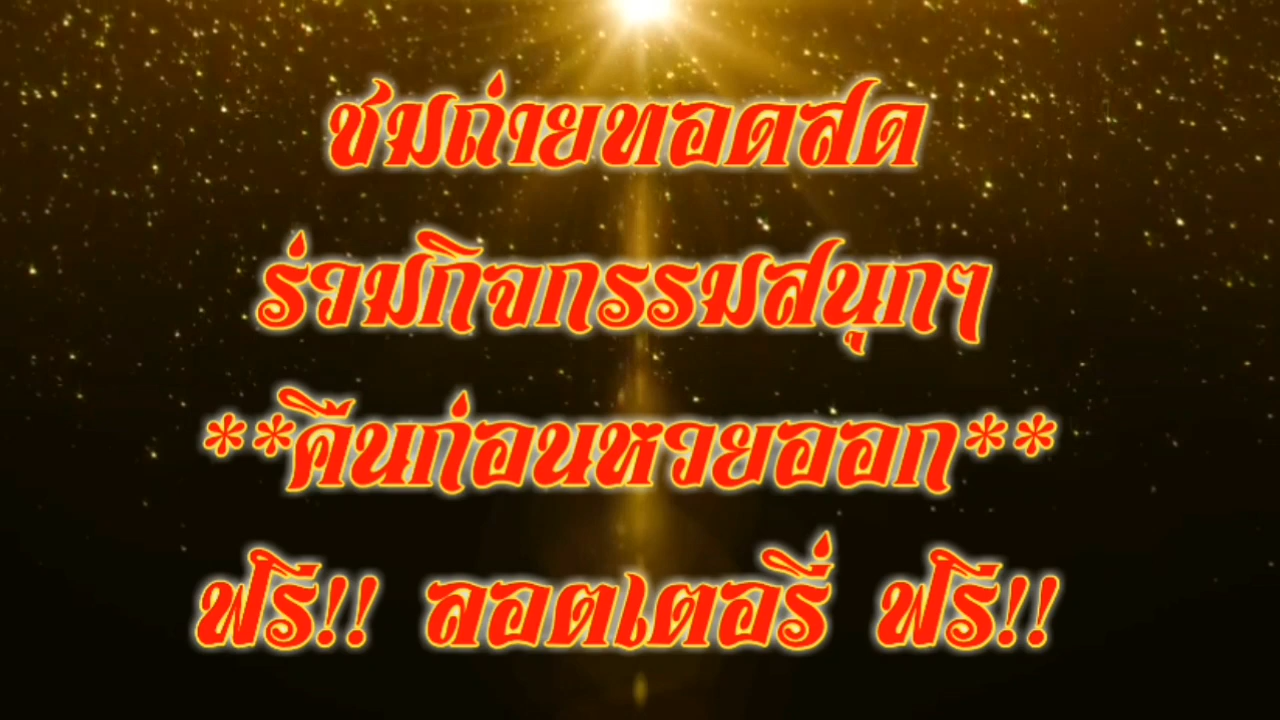 ชมถ่ายทอดสด
ร่วมกิจกรรมสนุกๆ
**คืนก่อนหวยออก**
ฟรี!! ลอตเตอรี่ ฟรี!!